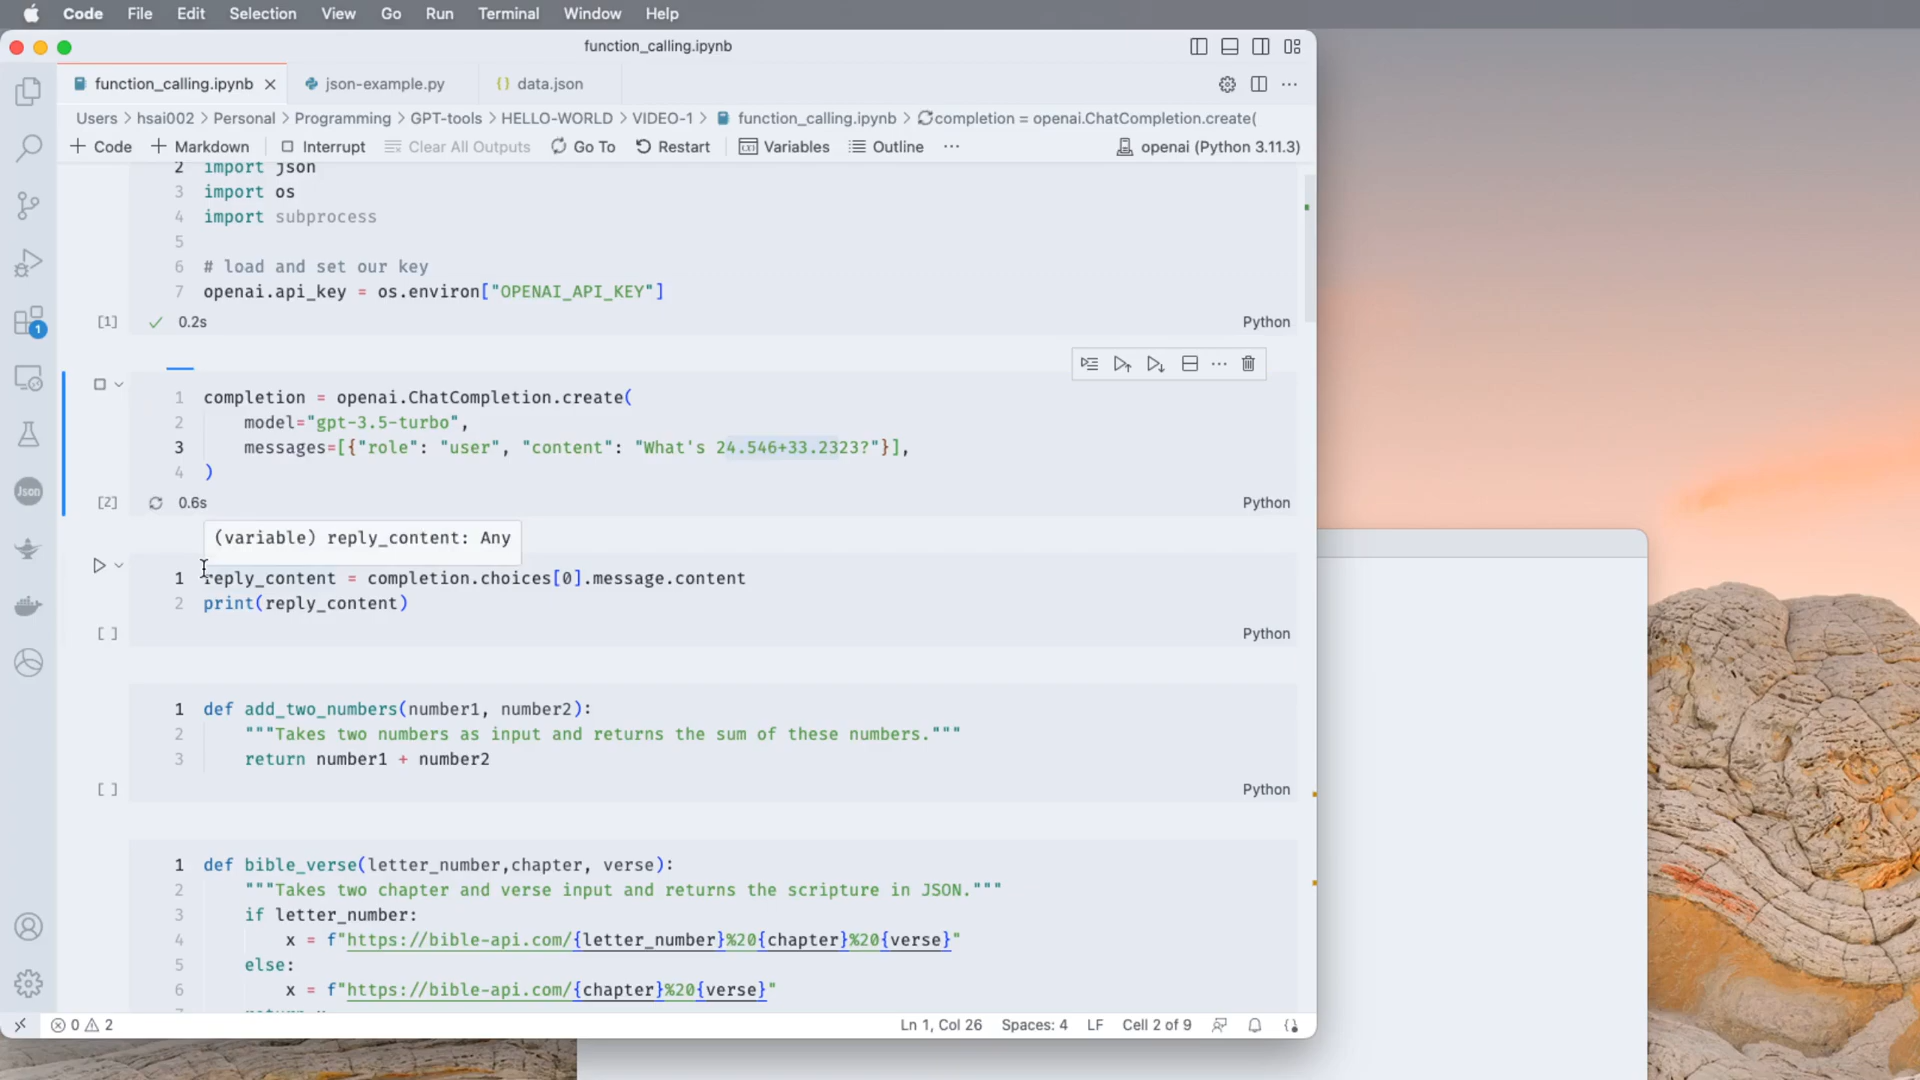 Code File Edit Selection View Go Run Terminal Window Help
function_calling.ipynb
function_calling.ipynb json-example.py {} data.json
Users > hsai002 > Personal > Programming > GPT-tools > HELLO-WORLD > VIDEO-1 > function_calling.ipynb > completion = openai.ChatCompletion.create(
+ Code + Markdown Interrupt Clear All Outputs Go To Restart Variables Outline ... openai (Python 3.11.3)
2 import json
3 import os
4 import subprocess
5
6 # load and set our key
7 openai.api_key = os.environ["OPENAI_API_KEY"]
[1] 0.2s Python
1 completion = openai.ChatCompletion.create(
2 model="gpt-3.5-turbo",
3 messages=[{"role": "user", "content": "What's 24.546+33.2323?"}],
4 )
[2] 0.6s Python
(variable) reply_content: Any
1 reply_content = completion.choices[0].message.content
2 print(reply_content)
[ ] Python
1 def add_two_numbers(number1, number2):
2 """Takes two numbers as input and returns the sum of these numbers."""
3 return number1 + number2
[ ] Python
1 def bible_verse(letter_number,chapter, verse):
2 """Takes two chapter and verse input and returns the scripture in JSON."""
3 if letter_number:
4 x = f"https://bible-api.com/{letter_number}%20{chapter}%20{verse}"
5 else:
6 x = f"https://bible-api.com/{chapter}%20{verse}"
1
Json
0 2 Ln 1, Col 26 Spaces: 4 LF Cell 2 of 9